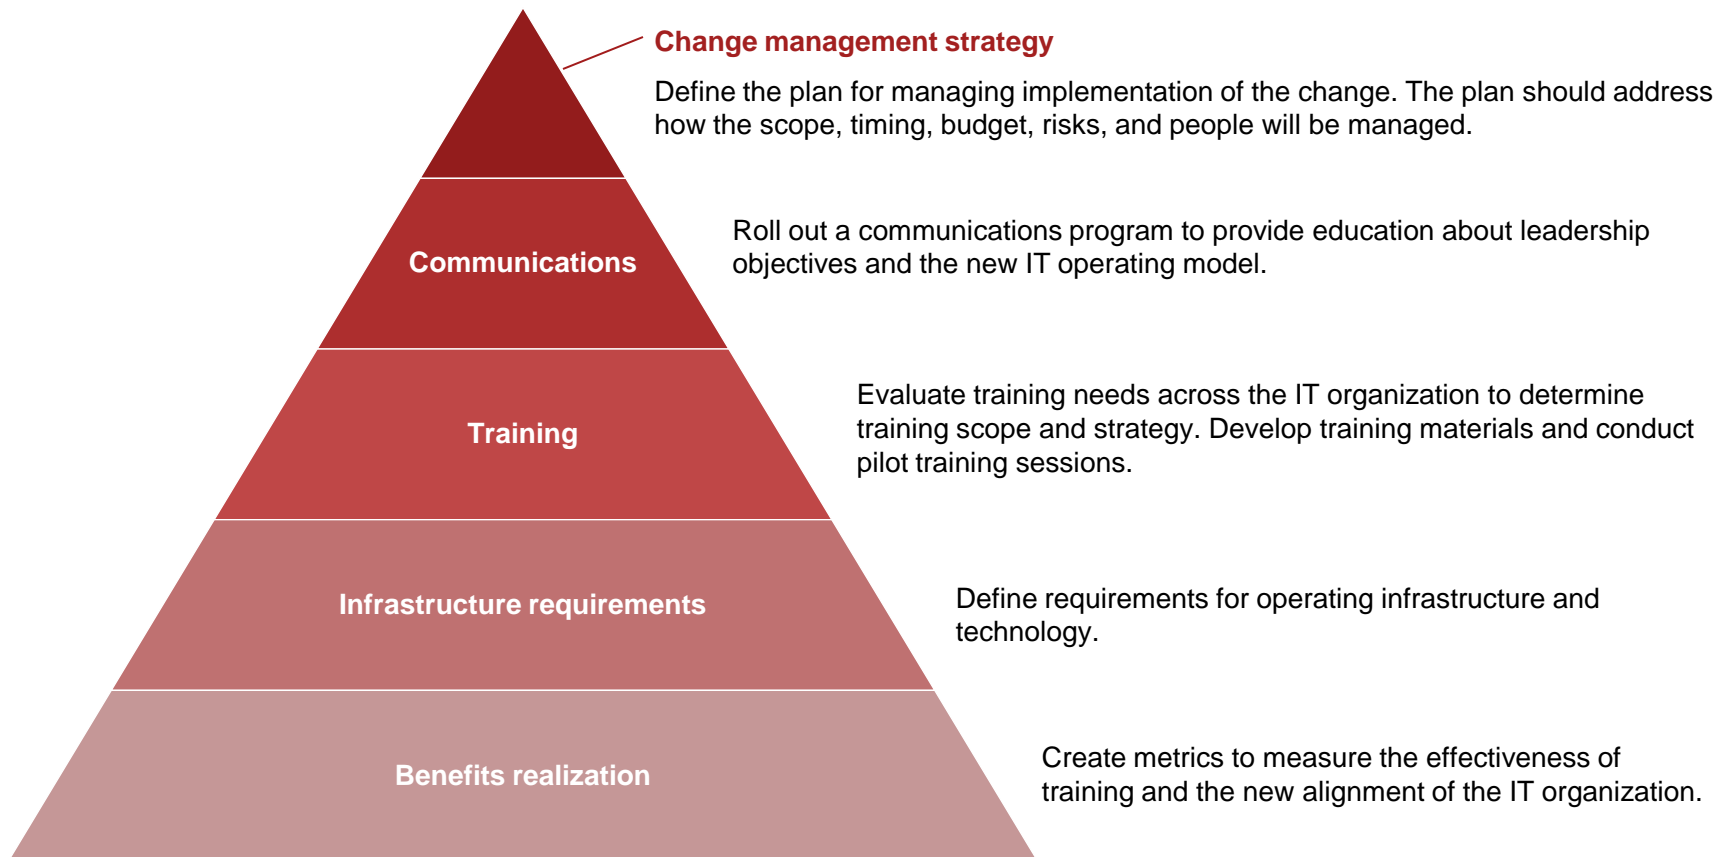 Change management strategy
Define the plan for managing implementation of the change. The plan should address
how the scope, timing, budget, risks, and people will be managed.
Communications
Roll out a communications program to provide education about leadership
objectives and the new IT operating model.
Training
Evaluate training needs across the IT organization to determine
training scope and strategy. Develop training materials and conduct
pilot training sessions.
Infrastructure requirements
Define requirements for operating infrastructure and
technology.
Benefits realization
Create metrics to measure the effectiveness of
training and the new alignment of the IT organization.